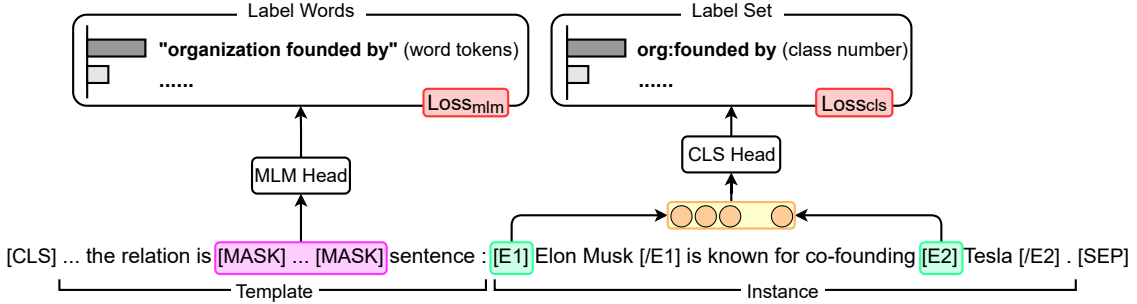 Label Words
"organization founded by" (word tokens)
......
Loss_mlm
MLM Head
Label Set
org:founded by (class number)
......
Loss_cls
CLS Head
[CLS] ... the relation is [MASK] ... [MASK] sentence : [E1] Elon Musk [/E1] is known for co-founding [E2] Tesla [/E2] . [SEP]
Template
Instance